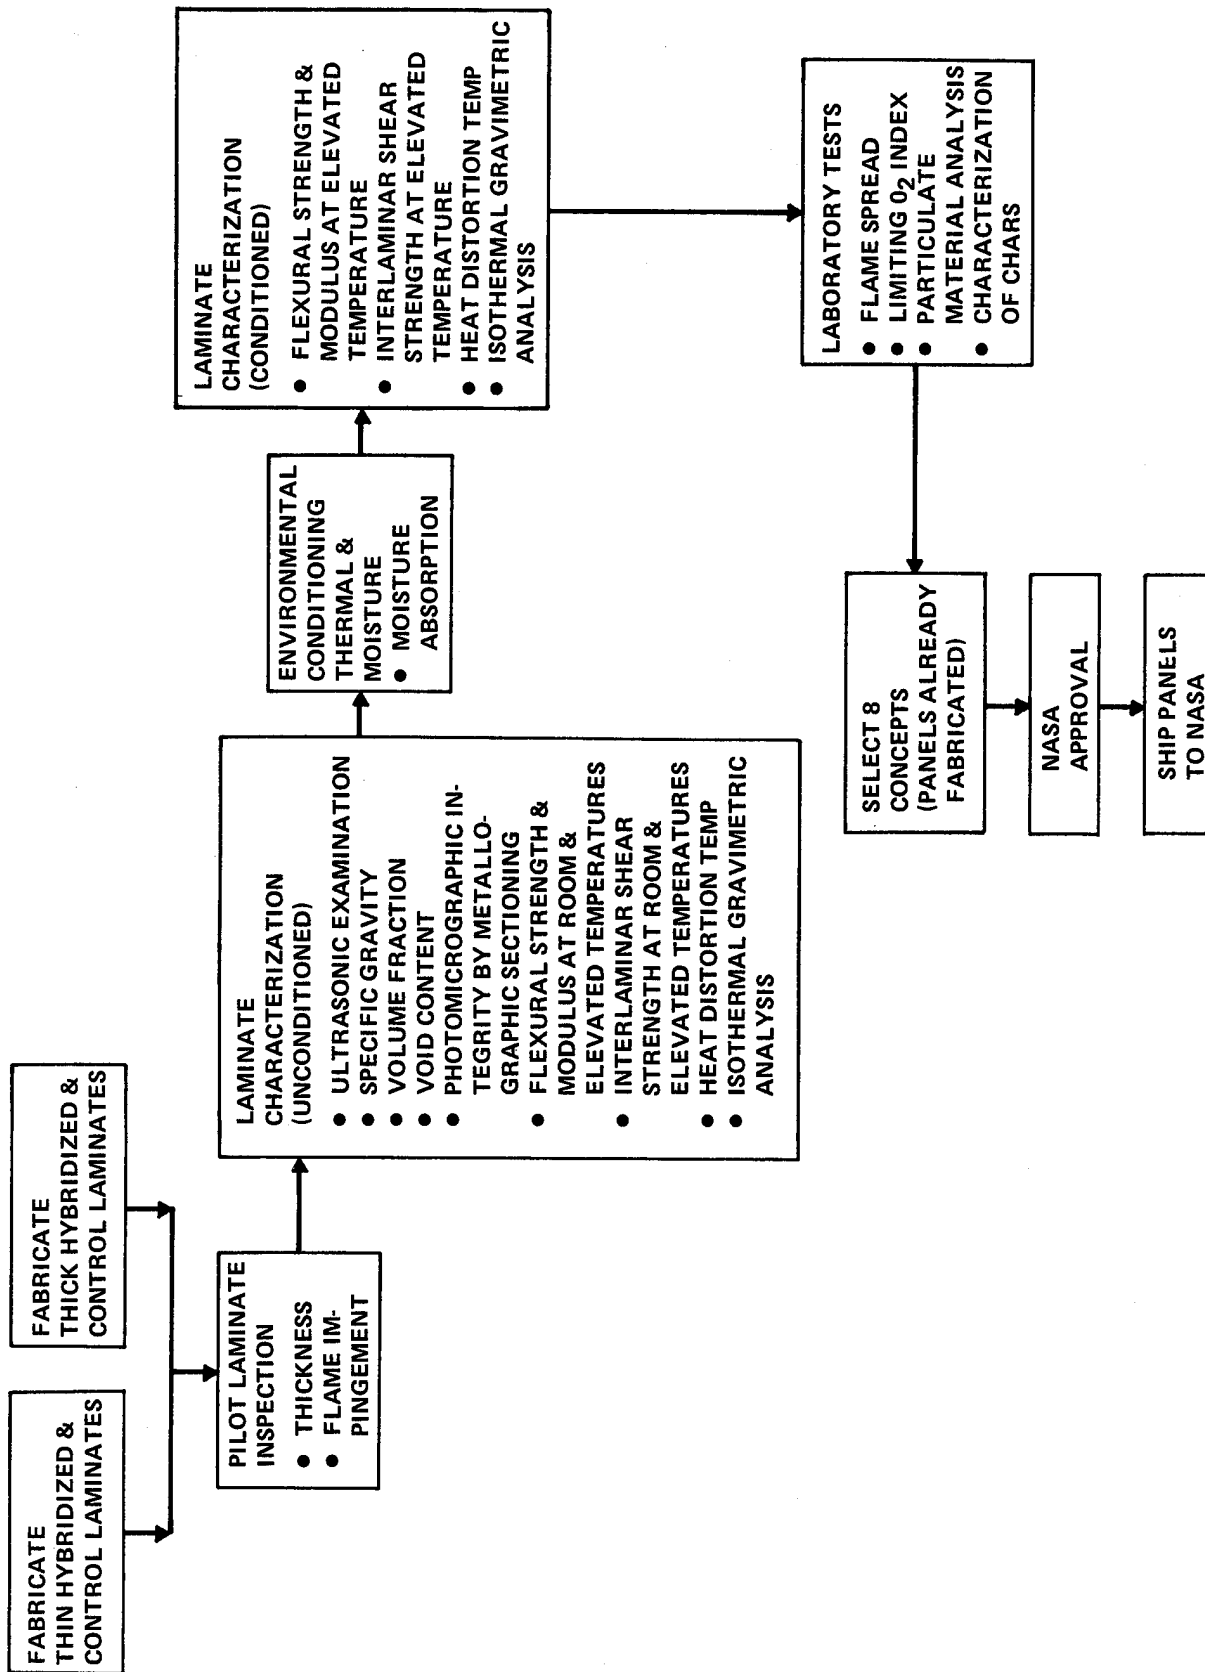 FABRICATE
THIN HYBRIDIZED &
CONTROL LAMINATES
FABRICATE
THICK HYBRIDIZED &
CONTROL LAMINATES
PILOT LAMINATE
INSPECTION
● THICKNESS
● FLAME IM-
PINGEMENT
LAMINATE
CHARACTERIZATION
(UNCONDITIONED)
● ULTRASONIC EXAMINATION
● SPECIFIC GRAVITY
● VOLUME FRACTION
● VOID CONTENT
● PHOTOMICROGRAPHIC IN-
TEGRITY BY METALLO-
GRAPHIC SECTIONING
● FLEXURAL STRENGTH &
MODULUS AT ROOM &
ELEVATED TEMPERATURES
● INTERLAMINAR SHEAR
STRENGTH AT ROOM &
ELEVATED TEMPERATURES
● HEAT DISTORTION TEMP
● ISOTHERMAL GRAVIMETRIC
ANALYSIS
ENVIRONMENTAL
CONDITIONING
THERMAL &
MOISTURE
● MOISTURE
ABSORPTION
LAMINATE
CHARACTERIZATION
(CONDITIONED)
● FLEXURAL STRENGTH &
MODULUS AT ELEVATED
TEMPERATURE
● INTERLAMINAR SHEAR
STRENGTH AT ELEVATED
TEMPERATURE
● HEAT DISTORTION TEMP
● ISOTHERMAL GRAVIMETRIC
ANALYSIS
LABORATORY TESTS
● FLAME SPREAD
● LIMITING O2 INDEX
● PARTICULATE
MATERIAL ANALYSIS
● CHARACTERIZATION
OF CHARS
SELECT 8
CONCEPTS
(PANELS ALREADY
FABRICATED)
NASA
APPROVAL
SHIP PANELS
TO NASA